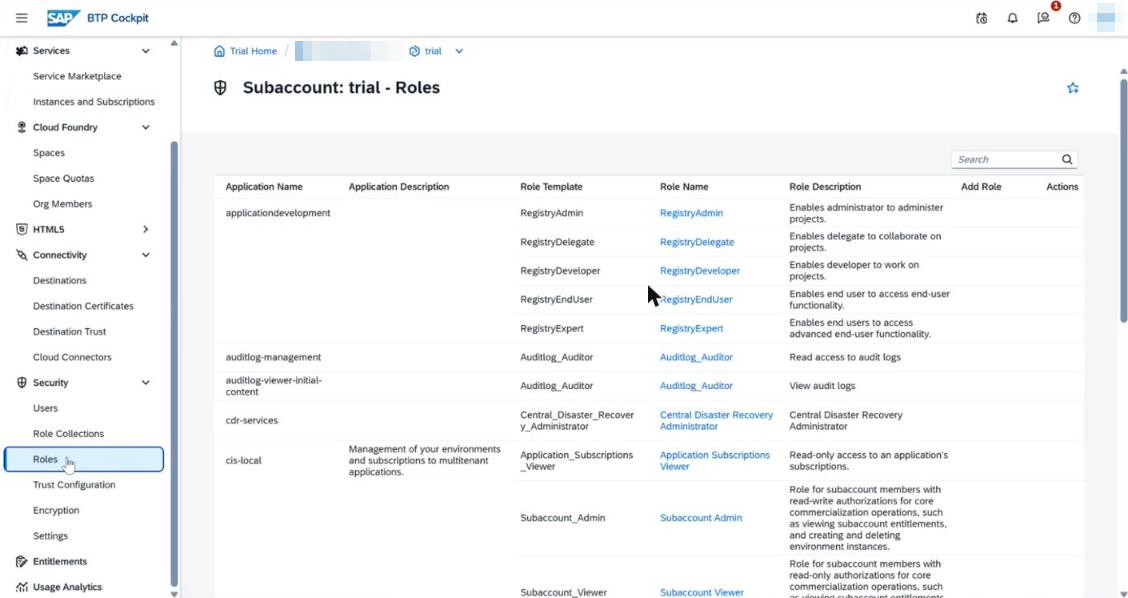 SAP BTP Cockpit
1
Services
Service Marketplace
Instances and Subscriptions
Cloud Foundry
Spaces
Space Quotas
Org Members
HTML5
Connectivity
Destinations
Destination Certificates
Destination Trust
Cloud Connectors
Security
Users
Role Collections
Roles
Trust Configuration
Encryption
Settings
Entitlements
Usage Analytics
Trial Home / trial
Subaccount: trial - Roles
Search
Application Name Application Description Role Template Role Name Role Description Add Role Actions
applicationdevelopment RegistryAdmin RegistryAdmin Enables administrator to administer
projects.
RegistryDelegate RegistryDelegate Enables delegate to collaborate on
projects.
RegistryDeveloper RegistryDeveloper Enables developer to work on
projects.
RegistryEndUser RegistryEndUser Enables end user to access end-user
functionality.
RegistryExpert RegistryExpert Enables end users to access
advanced end-user functionality.
auditlog-management Auditlog_Auditor Auditlog_Auditor Read access to audit logs
auditlog-viewer-initial-
content Auditlog_Auditor Auditlog_Auditor View audit logs
cdr-services Central_Disaster_Recover
y_Administrator Central Disaster Recovery
Administrator Central Disaster Recovery
Administrator
cis-local Management of your environments
and subscriptions to multitenant
applications. Application_Subscriptions
_Viewer Application Subscriptions
Viewer Read-only access to an application's
subscriptions.
Subaccount_Admin Subaccount Admin Role for subaccount members with
read-write authorizations for core
commercialization operations, such
as viewing subaccount entitlements,
and creating and deleting
environment instances.
Subaccount_Viewer Subaccount Viewer Role for subaccount members with
read-only authorizations for core
commercialization operations, such
as viewing subaccount entitlements